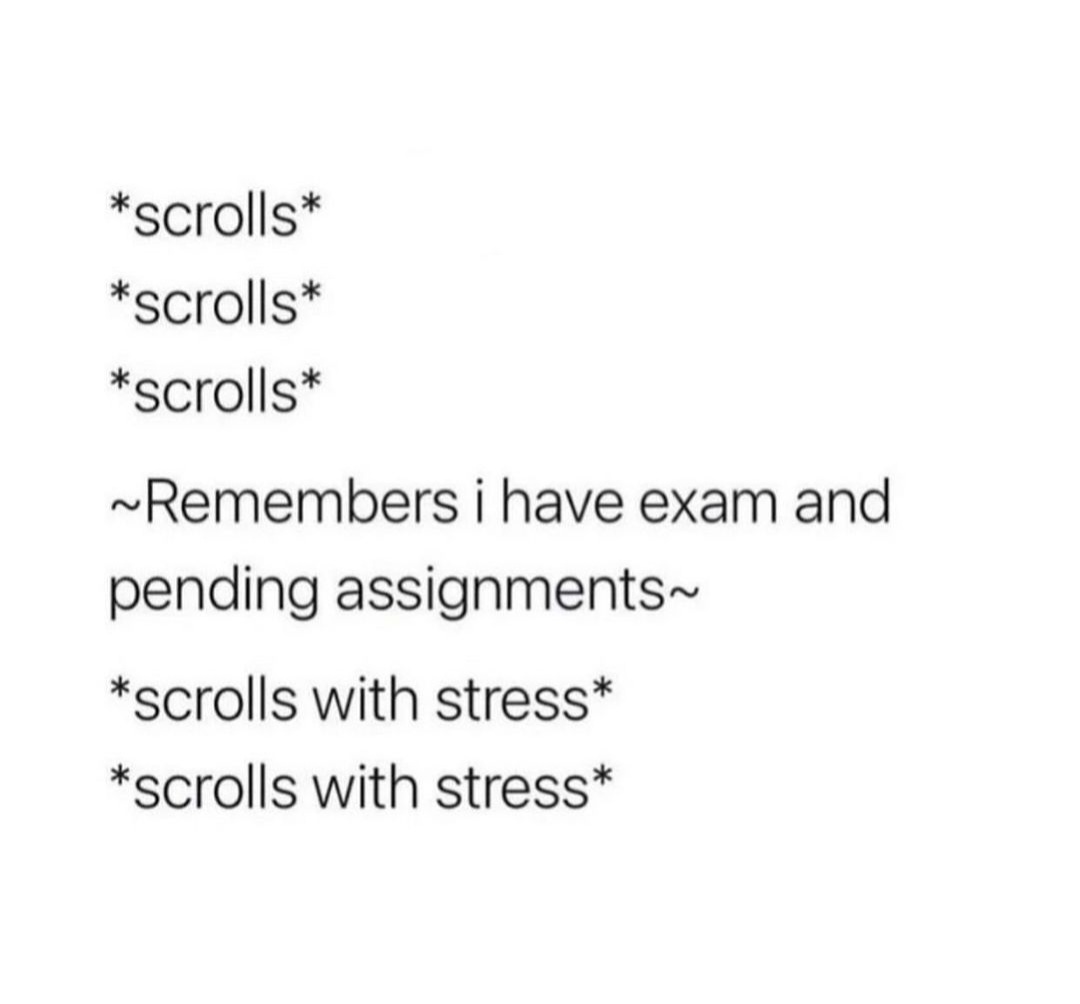 *scrolls*
*scrolls*
*scrolls*
~Remembers i have exam and
pending assignments~
*scrolls with stress*
*scrolls with stress*